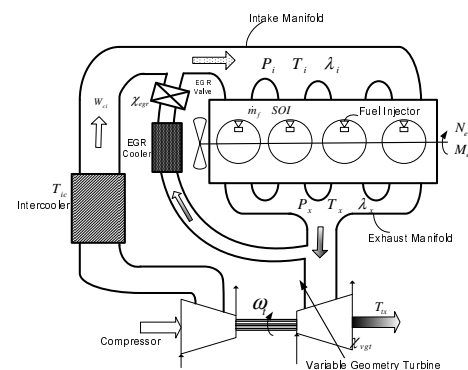 Intake Manifold
P_i T_i λ_i
EGR
Valve
χ_egr
W_ci
ṁ_f SOI
Fuel Injector
N_e
EGR
Cooler
M_e
T_ic
Intercooler
P_x T_x λ_x
Exhaust Manifold
ω_t
T_tx
Compressor
χ_vgt
Variable Geometry Turbine